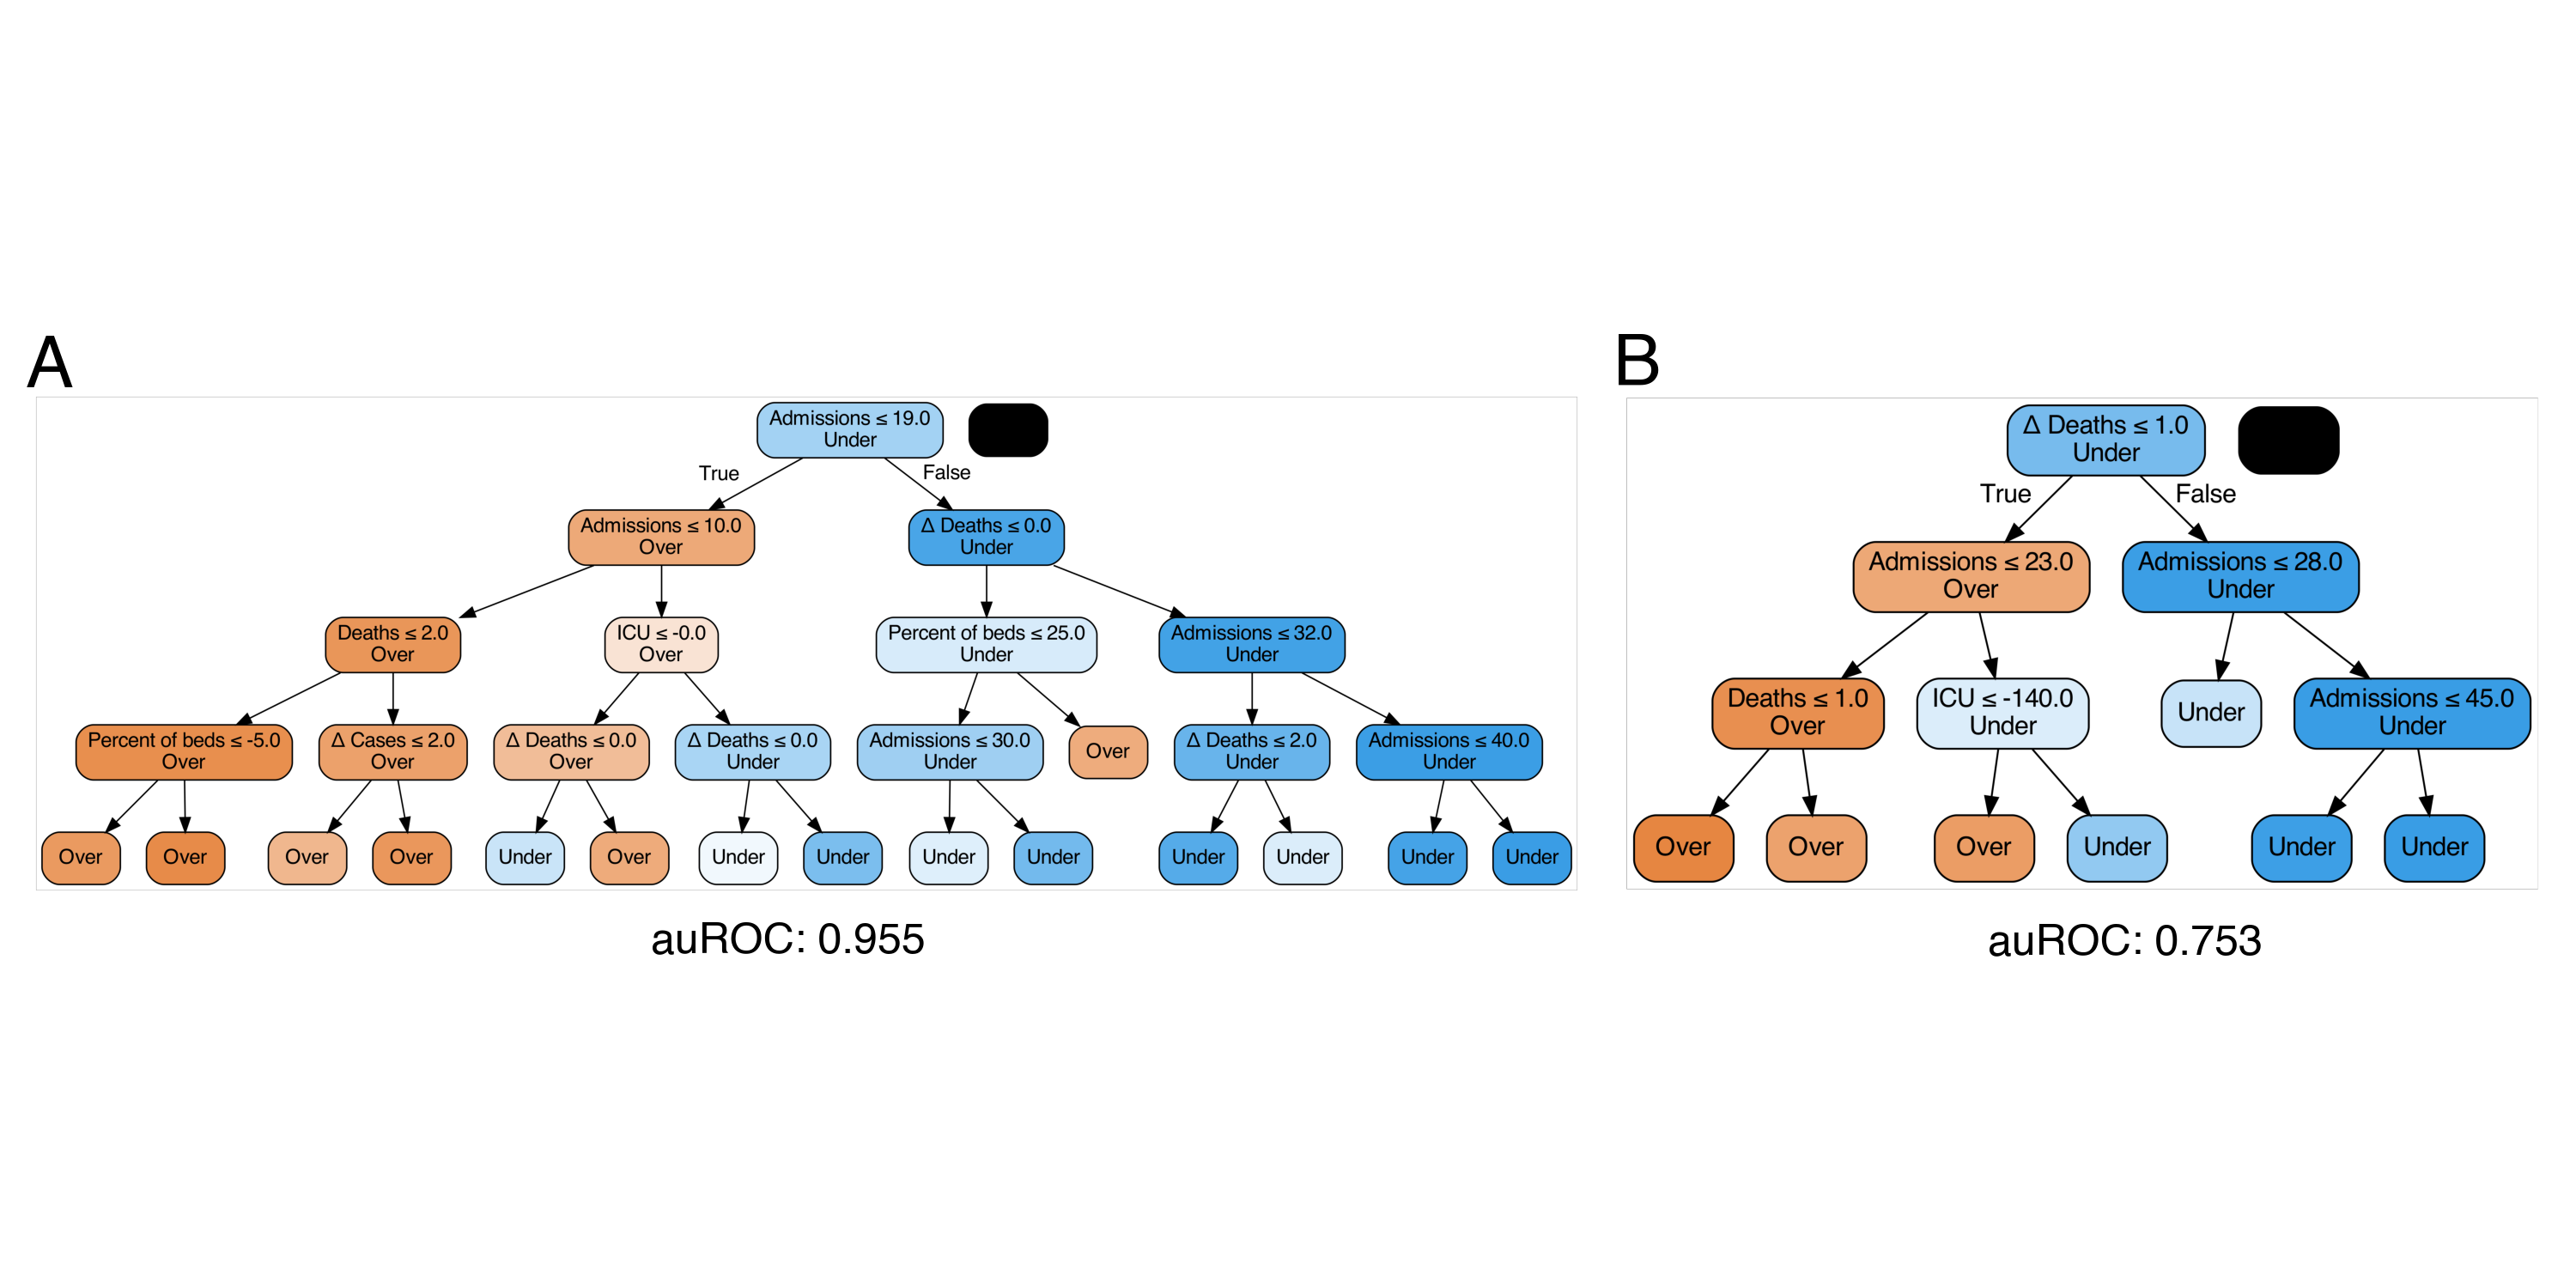 A
Admissions ≤ 19.0
Under
True
False
Admissions ≤ 10.0
Over
Δ Deaths ≤ 0.0
Under
Deaths ≤ 2.0
Over
ICU ≤ -0.0
Over
Percent of beds ≤ 25.0
Under
Admissions ≤ 32.0
Under
Percent of beds ≤ -5.0
Over
Δ Cases ≤ 2.0
Over
Δ Deaths ≤ 0.0
Over
Δ Deaths ≤ 0.0
Under
Admissions ≤ 30.0
Under
Over
Δ Deaths ≤ 2.0
Under
Admissions ≤ 40.0
Under
Over
Over
Over
Over
Under
Over
Under
Under
Under
Under
Under
Under
Under
Under
auROC: 0.955
B
Δ Deaths ≤ 1.0
Under
True
False
Admissions ≤ 23.0
Over
Admissions ≤ 28.0
Under
Deaths ≤ 1.0
Over
ICU ≤ -140.0
Under
Under
Admissions ≤ 45.0
Under
Over
Over
Over
Under
Under
Under
auROC: 0.753